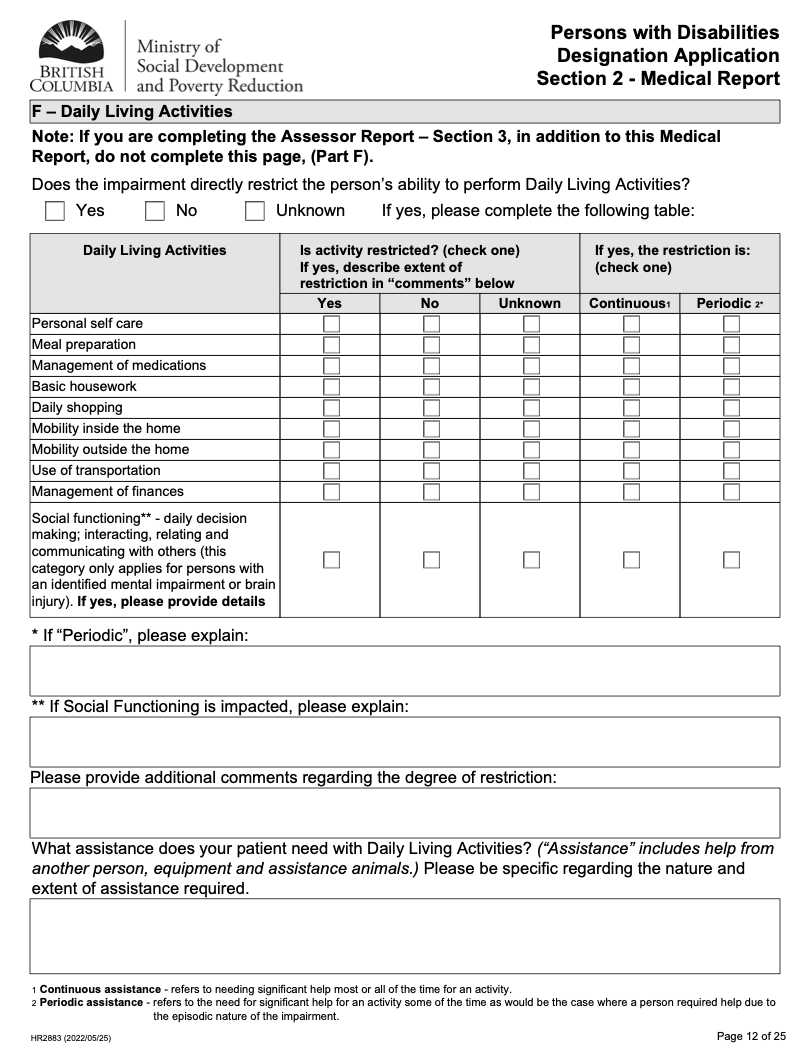 BRITISH
COLUMBIA
Ministry of
Social Development
and Poverty Reduction
Persons with Disabilities
Designation Application
Section 2 - Medical Report
F – Daily Living Activities
Note: If you are completing the Assessor Report – Section 3, in addition to this Medical
Report, do not complete this page, (Part F).
Does the impairment directly restrict the person’s ability to perform Daily Living Activities?
Yes No Unknown If yes, please complete the following table:
Daily Living Activities
Is activity restricted? (check one)
If yes, describe extent of
restriction in “comments” below
If yes, the restriction is:
(check one)
Yes No Unknown Continuous1 Periodic 2*
Personal self care
Meal preparation
Management of medications
Basic housework
Daily shopping
Mobility inside the home
Mobility outside the home
Use of transportation
Management of finances
Social functioning** - daily decision
making; interacting, relating and
communicating with others (this
category only applies for persons with
an identified mental impairment or brain
injury). If yes, please provide details
* If “Periodic”, please explain:
** If Social Functioning is impacted, please explain:
Please provide additional comments regarding the degree of restriction:
What assistance does your patient need with Daily Living Activities? (“Assistance” includes help from
another person, equipment and assistance animals.) Please be specific regarding the nature and
extent of assistance required.
1 Continuous assistance - refers to needing significant help most or all of the time for an activity.
2 Periodic assistance - refers to the need for significant help for an activity some of the time as would be the case where a person required help due to
the episodic nature of the impairment.
HR2883 (2022/05/25)
Page 12 of 25